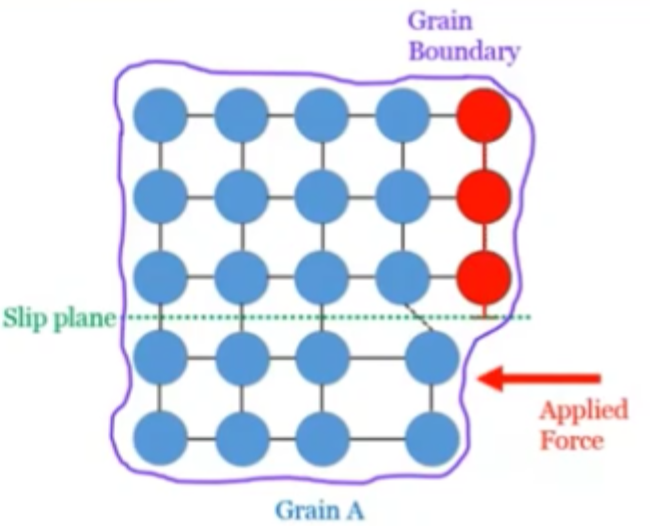 Grain
Boundary
Slip plane
Applied
Force
Grain A